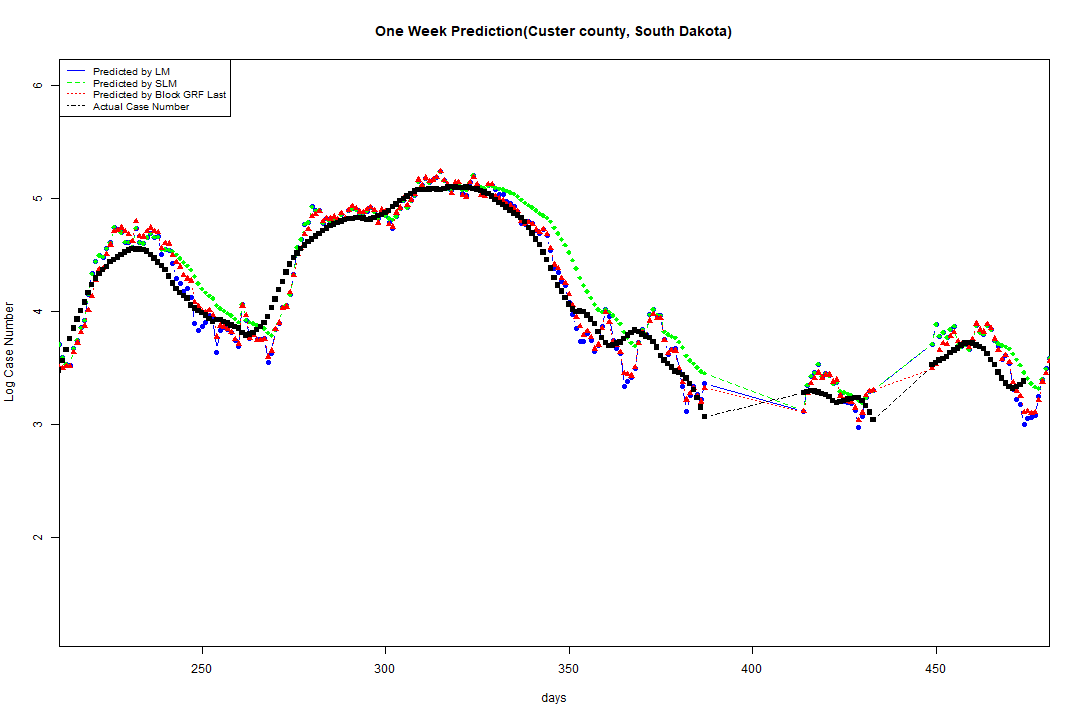 One Week Prediction(Custer county, South Dakota)
Predicted by LM
Predicted by SLM
Predicted by Block GRF Last
Actual Case Number
6
5
4
3
2
Log Case Number
250 300 350 400 450
days